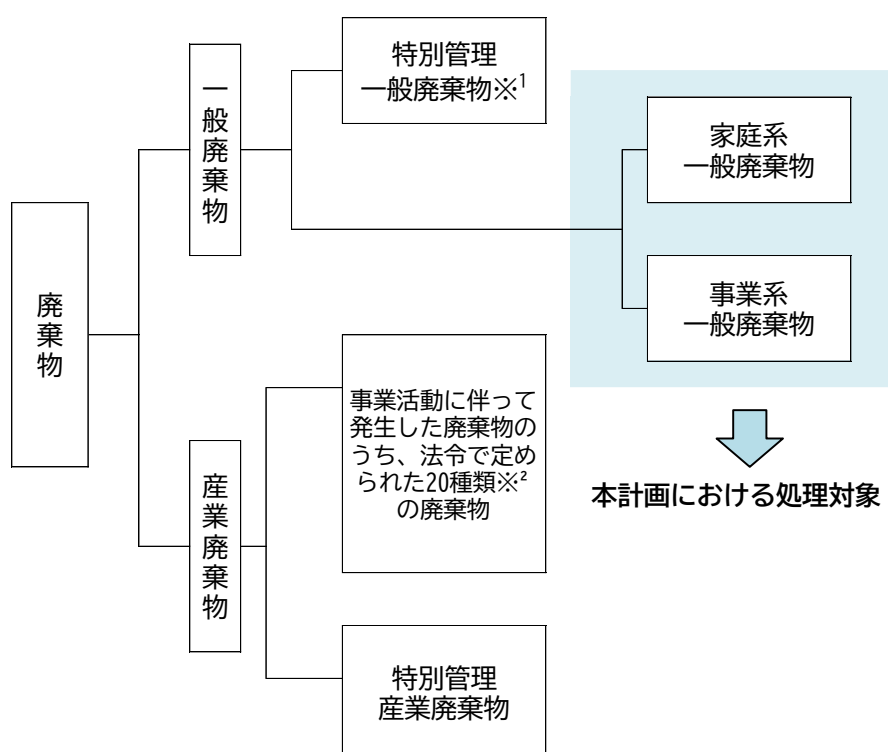 廃棄物
一般廃棄物
特別管理
一般廃棄物※¹
家庭系
一般廃棄物
事業系
一般廃棄物
本計画における処理対象
産業廃棄物
事業活動に伴って
発生した廃棄物の
うち、法令で定め
られた20種類※²
の廃棄物
特別管理
産業廃棄物